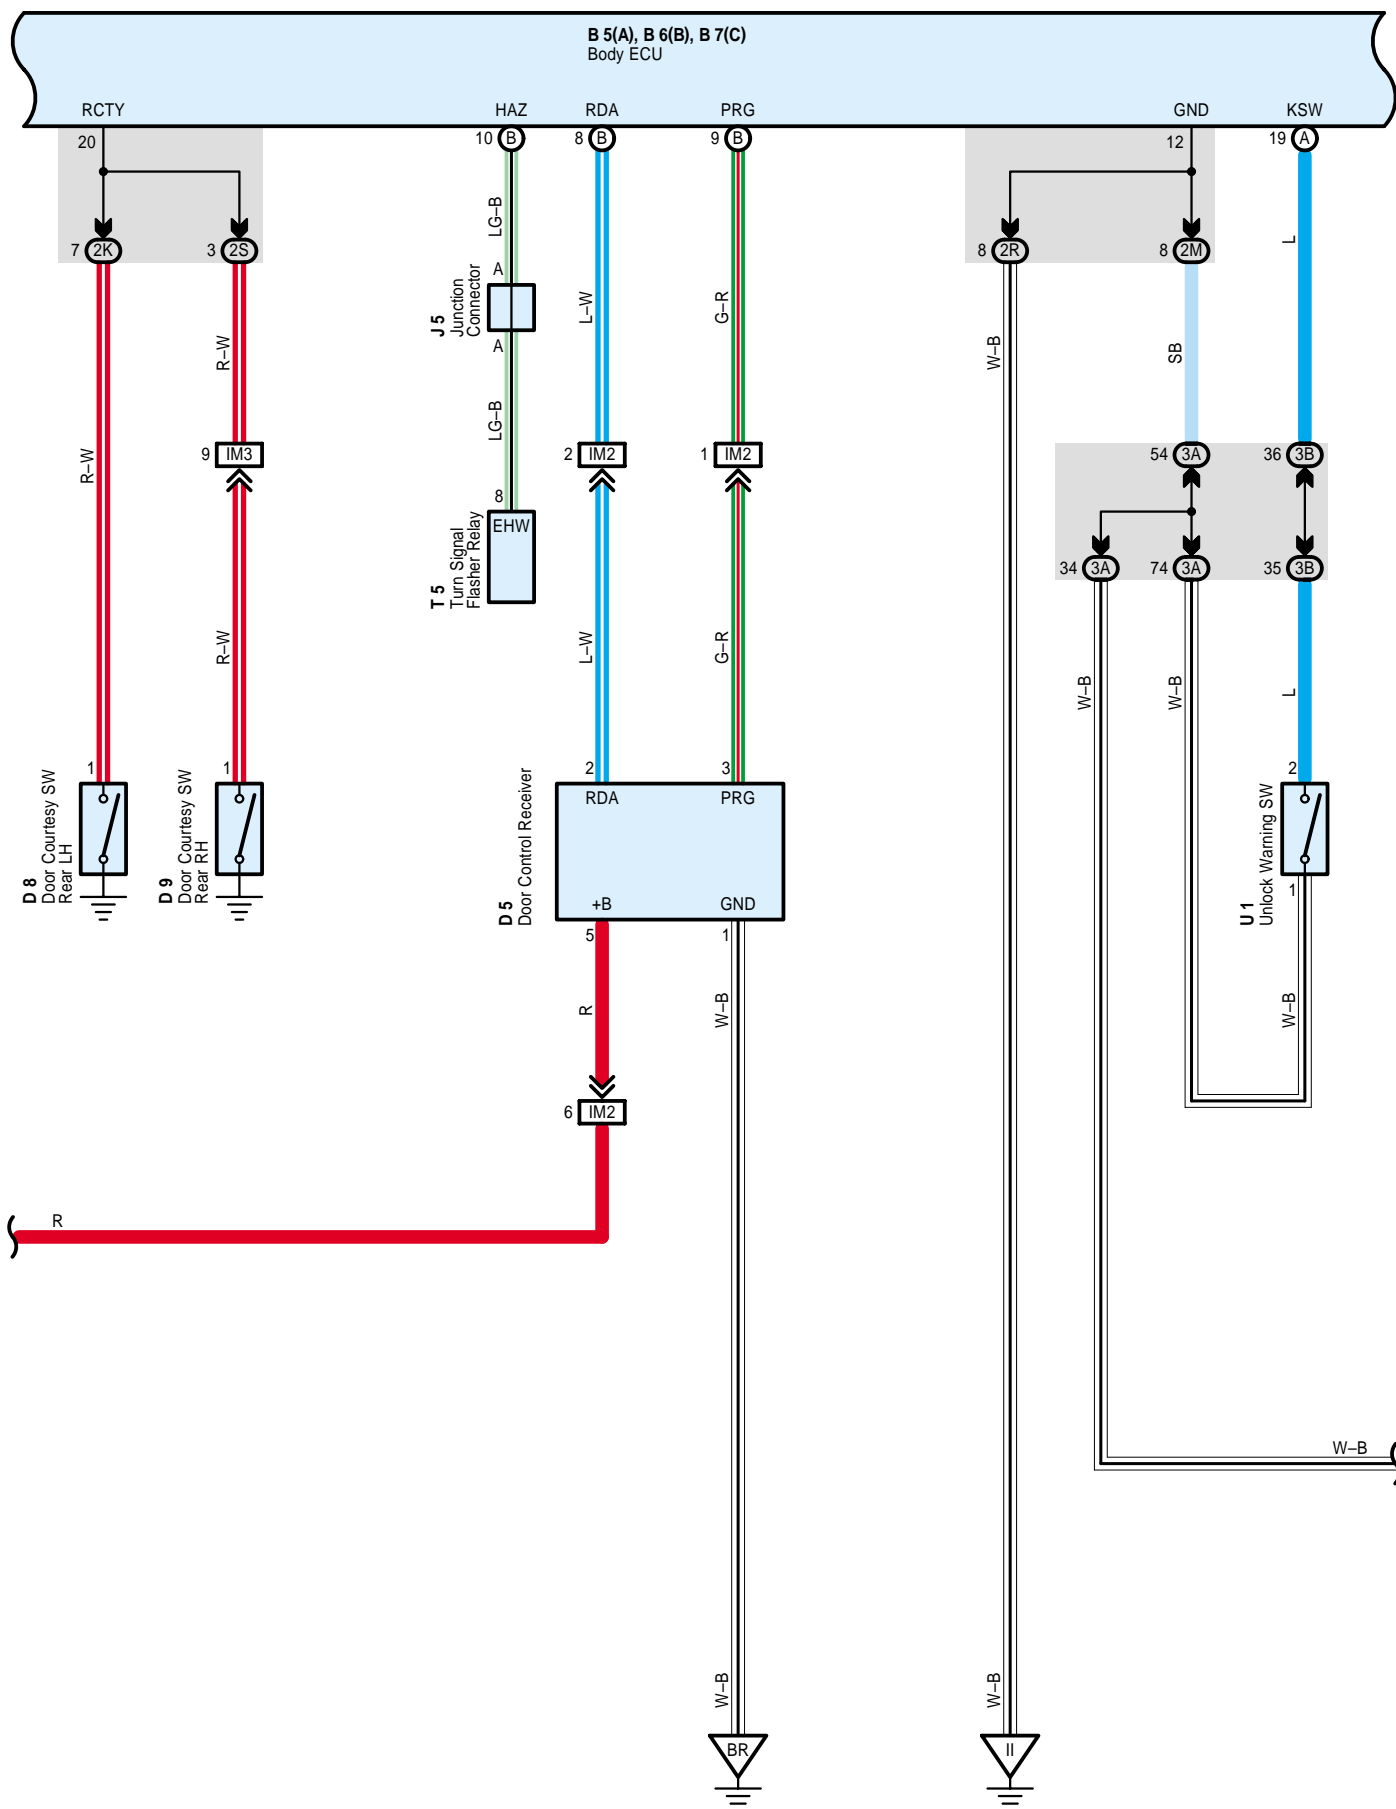 B 5(A), B 6(B), B 7(C)
Body ECU
RCTY
HAZ
RDA
PRG
GND
KSW
20
10 B
8 B
9 B
12
19 A
7 2K
3 2S
8 2R
8 2M
LG–B
L
A
J 5
Junction
Connector
A
L–W
G–R
R–W
W–B
SB
LG–B
R–W
9 IM3
2 IM2
1 IM2
54 3A
36 3B
8
EHW
T 5
Turn Signal
Flasher Relay
34 3A
74 3A
35 3B
R–W
L–W
G–R
W–B
W–B
L
1
1
2
3
2
D 8
Door Courtesy SW
Rear LH
D 9
Door Courtesy SW
Rear RH
RDA
PRG
D 5
Door Control Receiver
+B
GND
U 1
Unlock Warning SW
1
5
1
R
W–B
W–B
6 IM2
R
W–B
W–B
W–B
BR
II